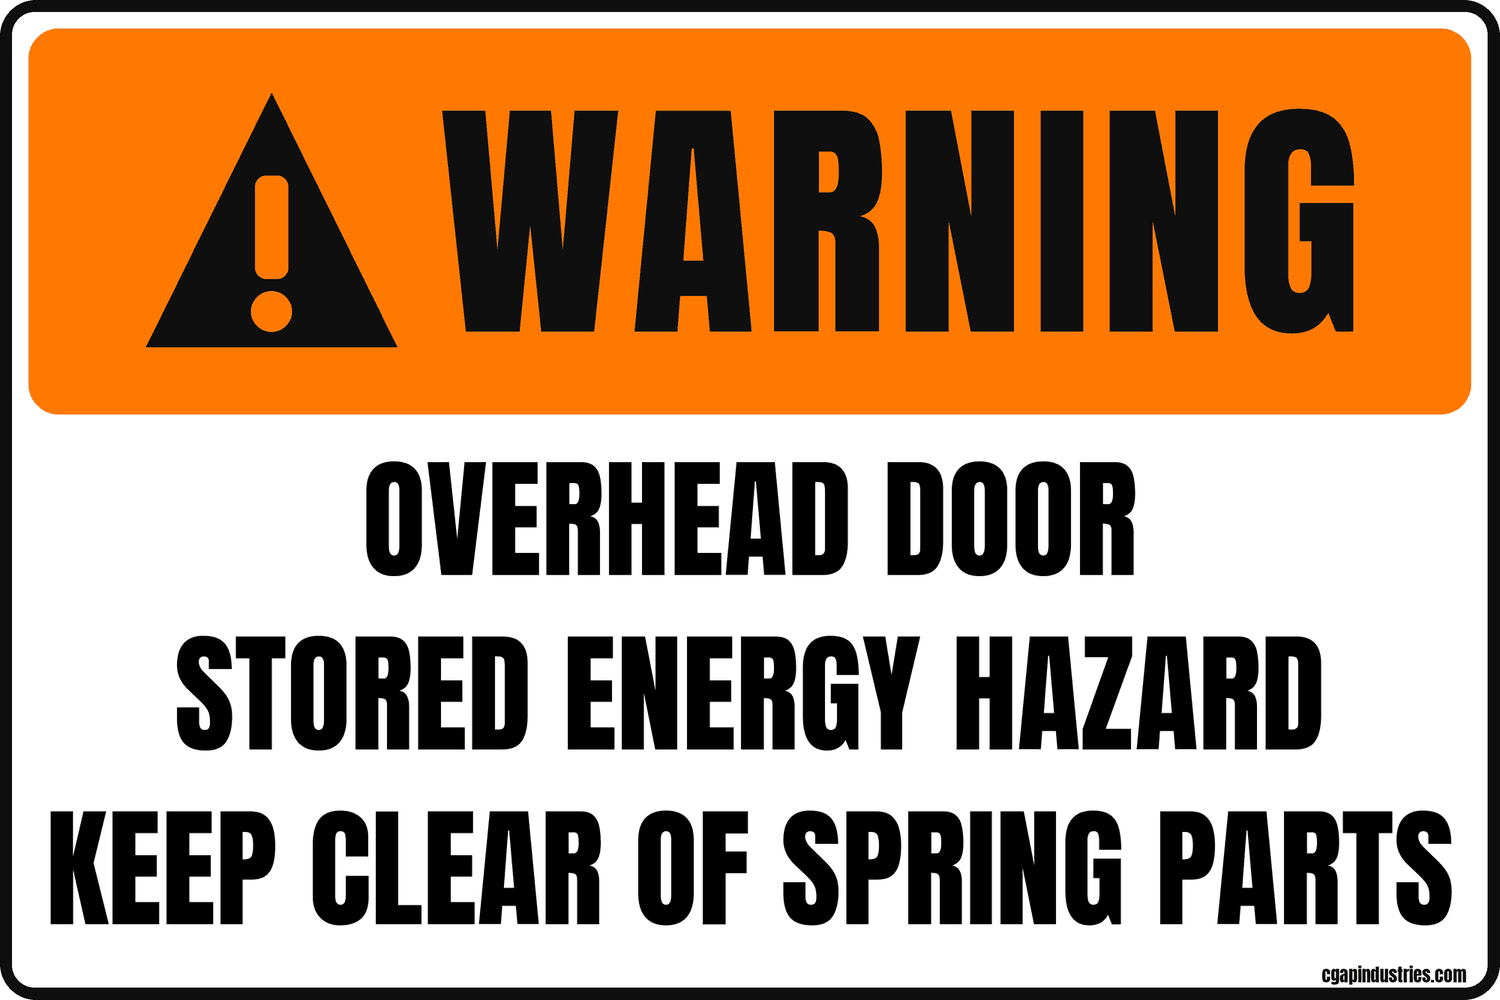 WARNING
OVERHEAD DOOR
STORED ENERGY HAZARD
KEEP CLEAR OF SPRING PARTS
cgapindustries.com